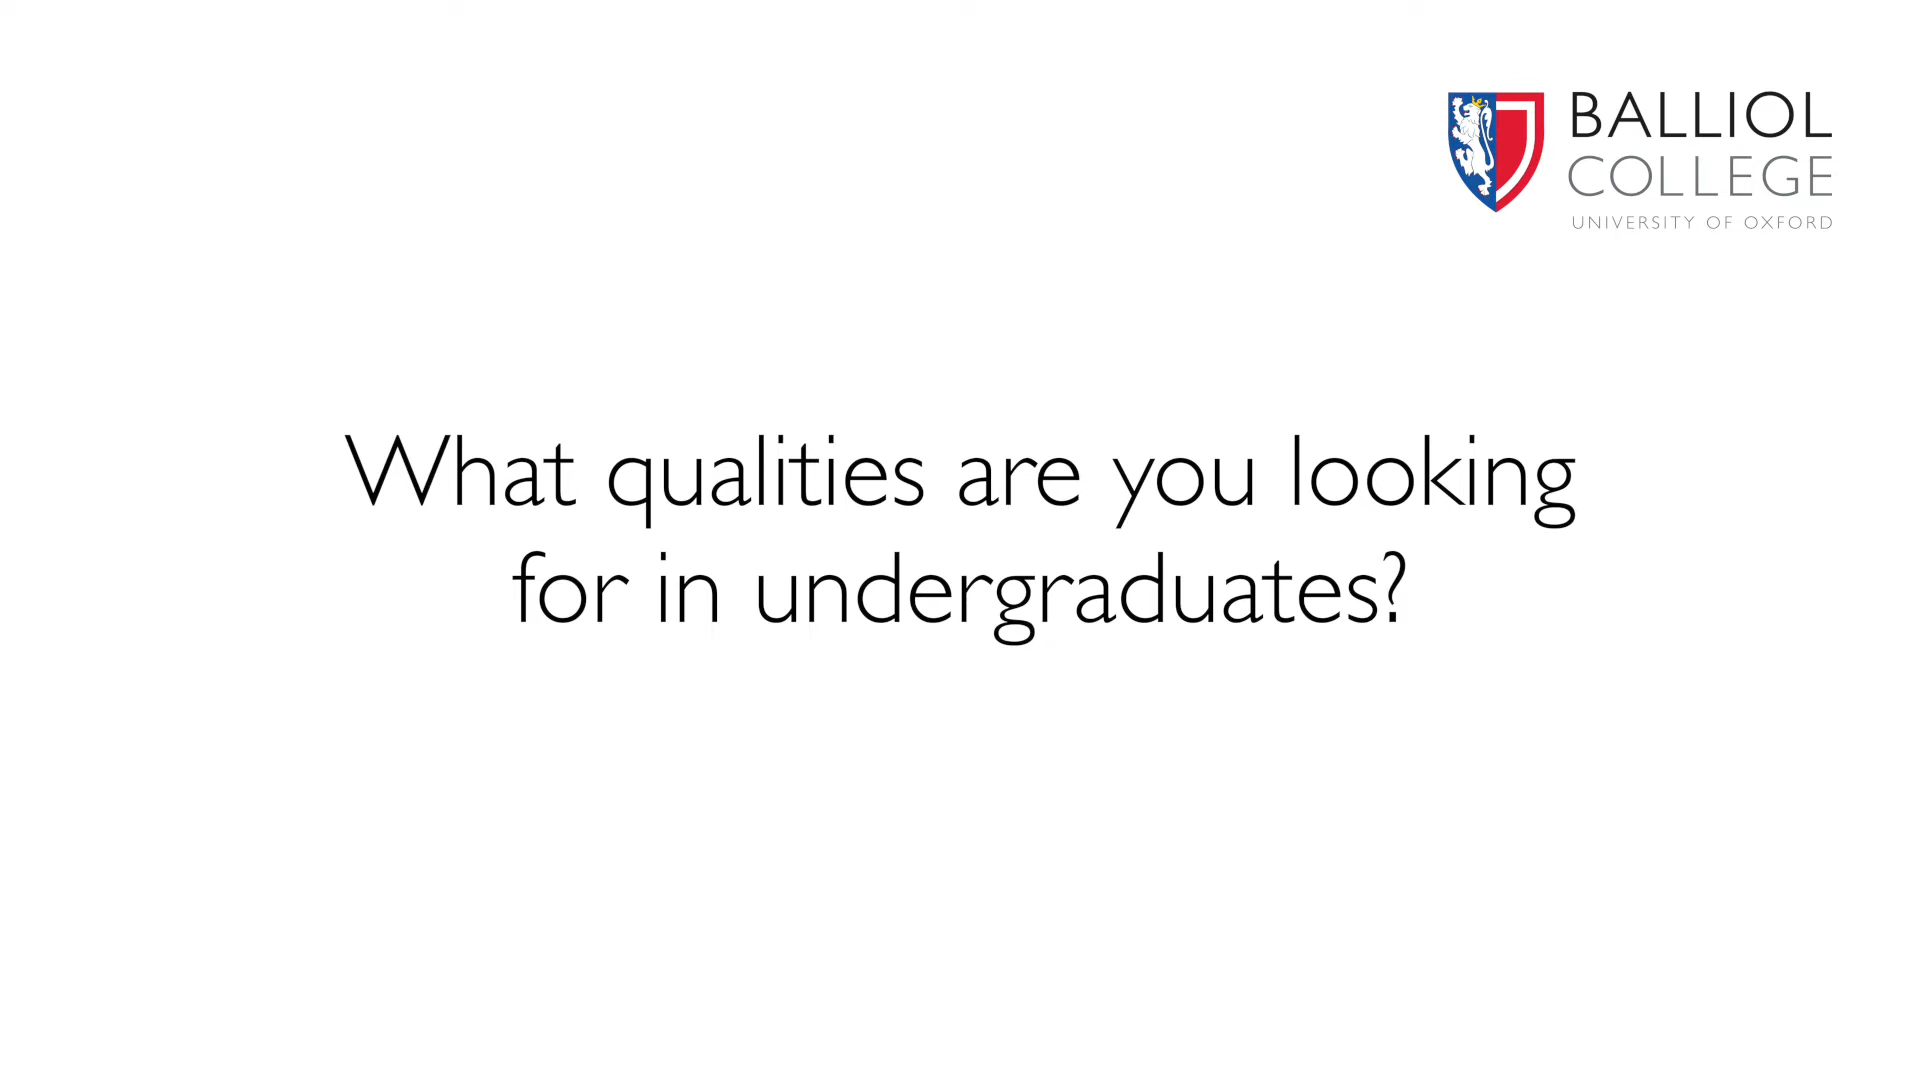 BALLIOL
COLLEGE
UNIVERSITY OF OXFORD
What qualities are you looking
for in undergraduates?